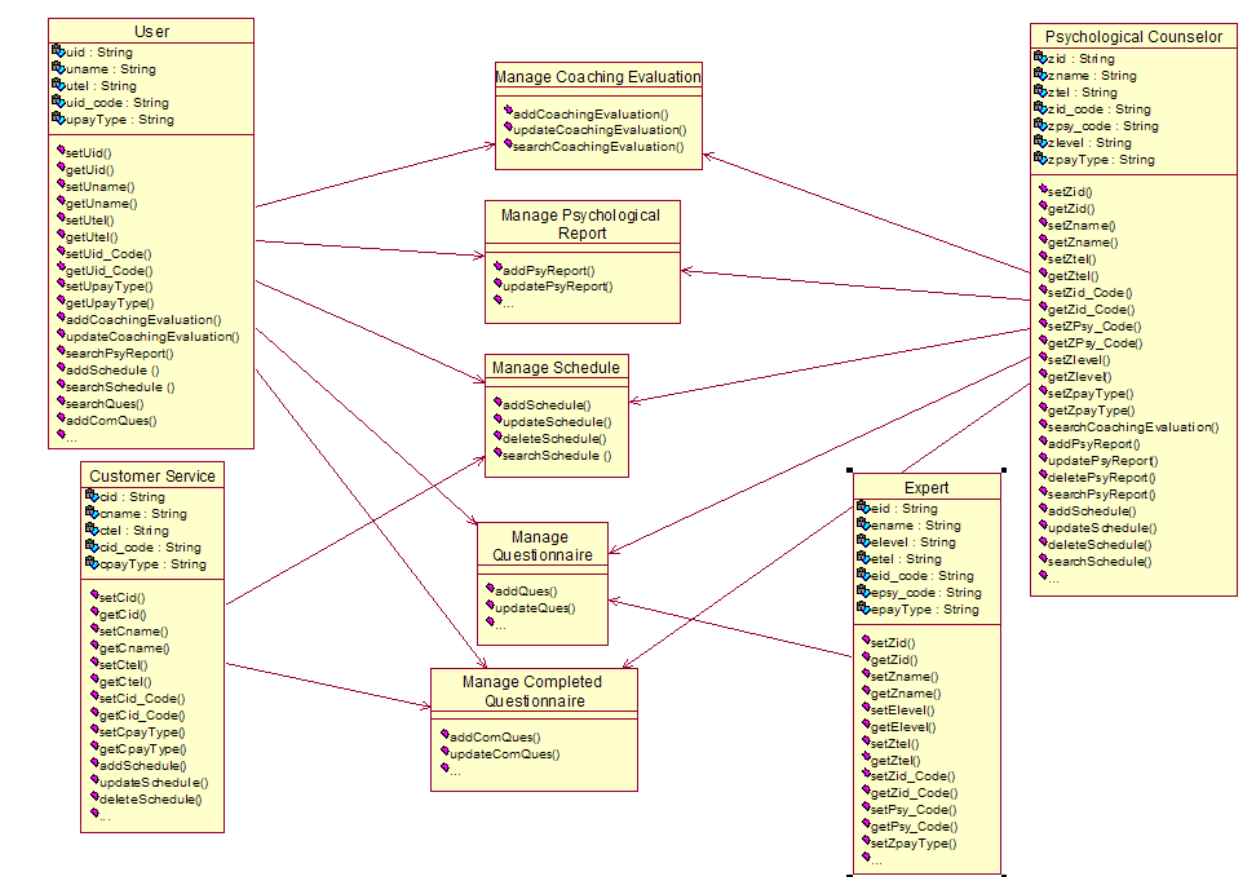 User
uid : String
uname : String
utel : String
uid_code : String
upayType : String
setUid()
getUid()
setUname()
getUname()
setUtel()
getUtel()
setUid_Code()
getUid_Code()
setUpayType()
getUpayType()
addCoachingEvaluation()
updateCoachingEvaluation()
searchPsyReport()
addSchedule ()
searchSchedule ()
searchQues()
addComQues()
...
Customer Service
cid : String
cname : String
ctel : String
cid_code : String
cpayType : String
setCid()
getCid()
setCname()
getCname()
setCtel()
getCtel()
setCid_Code()
getCid_Code()
setCpayType()
getCpayType()
addSchedule()
updateSchedule()
deleteSchedule()
...
Manage Coaching Evaluation
addCoachingEvaluation()
updateCoachingEvaluation()
searchCoachingEvaluation()
Manage Psychological
Report
addPsyReport()
updatePsyReport()
...
Manage Schedule
addSchedule()
updateSchedule()
deleteSchedule()
searchSchedule ()
Manage
Questionnaire
addQues()
updateQues()
...
Manage Completed
Questionnaire
addComQues()
updateComQues()
...
Expert
eid : String
ename : String
elevel : String
etel : String
eid_code : String
epsy_code : String
epayType : String
setZid()
getZid()
setZname()
getZname()
setElevel()
getElevel()
setZtel()
getZtel()
setZid_Code()
getZid_Code()
setPsy_Code()
getPsy_Code()
setZpayType()
...
Psychological Counselor
zid : String
zname : String
ztel : String
zid_code : String
zpsy_code : String
zlevel : String
zpayType : String
setZid()
getZid()
setZname()
getZname()
setZtel()
getZtel()
setZid_Code()
getZid_Code()
setZPsy_Code()
getZPsy_Code()
setZlevel()
getZlevel()
setZpayType()
getZpayType()
searchCoachingEvaluation()
addPsyReport()
updatePsyReport()
deletePsyReport()
searchPsyReport()
addSchedule()
updateSchedule()
deleteSchedule()
searchSchedule()
...